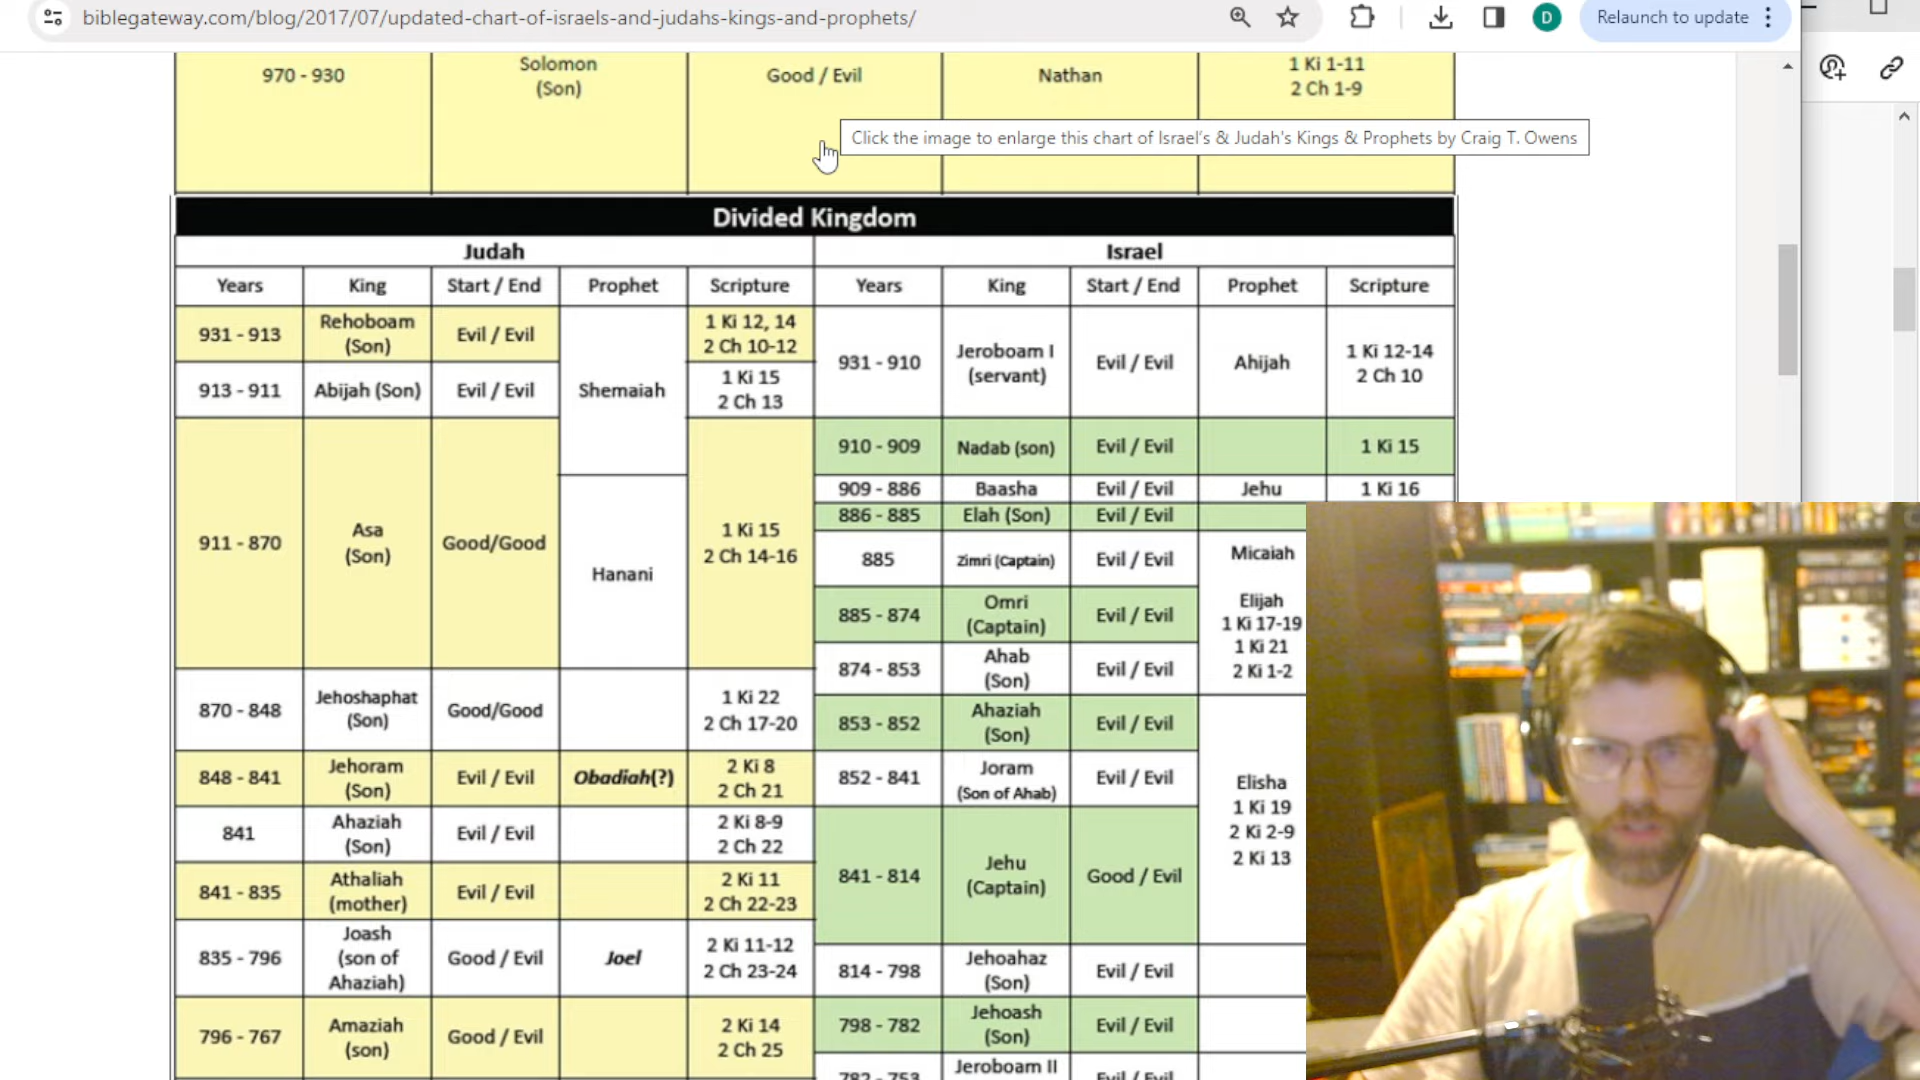 biblegateway.com/blog/2017/07/updated-chart-of-israels-and-judahs-kings-and-prophets/
D
Relaunch to update
970 - 930
Solomon
(Son)
Good / Evil
Nathan
1 Ki 1-11
2 Ch 1-9
Click the image to enlarge this chart of Israel's & Judah's Kings & Prophets by Craig T. Owens
Divided Kingdom
Judah
Israel
Years King Start / End Prophet Scripture Years King Start / End Prophet Scripture
931 - 913
Rehoboam
(Son)
Evil / Evil
Shemaiah
1 Ki 12, 14
2 Ch 10-12
931 - 910
Jeroboam I
(servant)
Evil / Evil
Ahijah
1 Ki 12-14
2 Ch 10
913 - 911
Abijah (Son)
Evil / Evil
1 Ki 15
2 Ch 13
911 - 870
Asa
(Son)
Good/Good
Hanani
1 Ki 15
2 Ch 14-16
910 - 909
Nadab (son)
Evil / Evil
1 Ki 15
909 - 886
Baasha
Evil / Evil
Jehu
1 Ki 16
886 - 885
Elah (Son)
Evil / Evil
885
Zimri (Captain)
Evil / Evil
Micaiah
Elijah
1 Ki 17-19
1 Ki 21
2 Ki 1-2
885 - 874
Omri
(Captain)
Evil / Evil
874 - 853
Ahab
(Son)
Evil / Evil
870 - 848
Jehoshaphat
(Son)
Good/Good
1 Ki 22
2 Ch 17-20
853 - 852
Ahaziah
(Son)
Evil / Evil
Elisha
1 Ki 19
2 Ki 2-9
2 Ki 13
848 - 841
Jehoram
(Son)
Evil / Evil
Obadiah(?)
2 Ki 8
2 Ch 21
852 - 841
Joram
(Son of Ahab)
Evil / Evil
841
Ahaziah
(Son)
Evil / Evil
2 Ki 8-9
2 Ch 22
841 - 814
Jehu
(Captain)
Good / Evil
841 - 835
Athaliah
(mother)
Evil / Evil
2 Ki 11
2 Ch 22-23
835 - 796
Joash
(son of
Ahaziah)
Good / Evil
Joel
2 Ki 11-12
2 Ch 23-24
814 - 798
Jehoahaz
(Son)
Evil / Evil
796 - 767
Amaziah
(son)
Good / Evil
2 Ki 14
2 Ch 25
798 - 782
Jehoash
(Son)
Evil / Evil
782 - 753
Jeroboam II
Evil / Evil